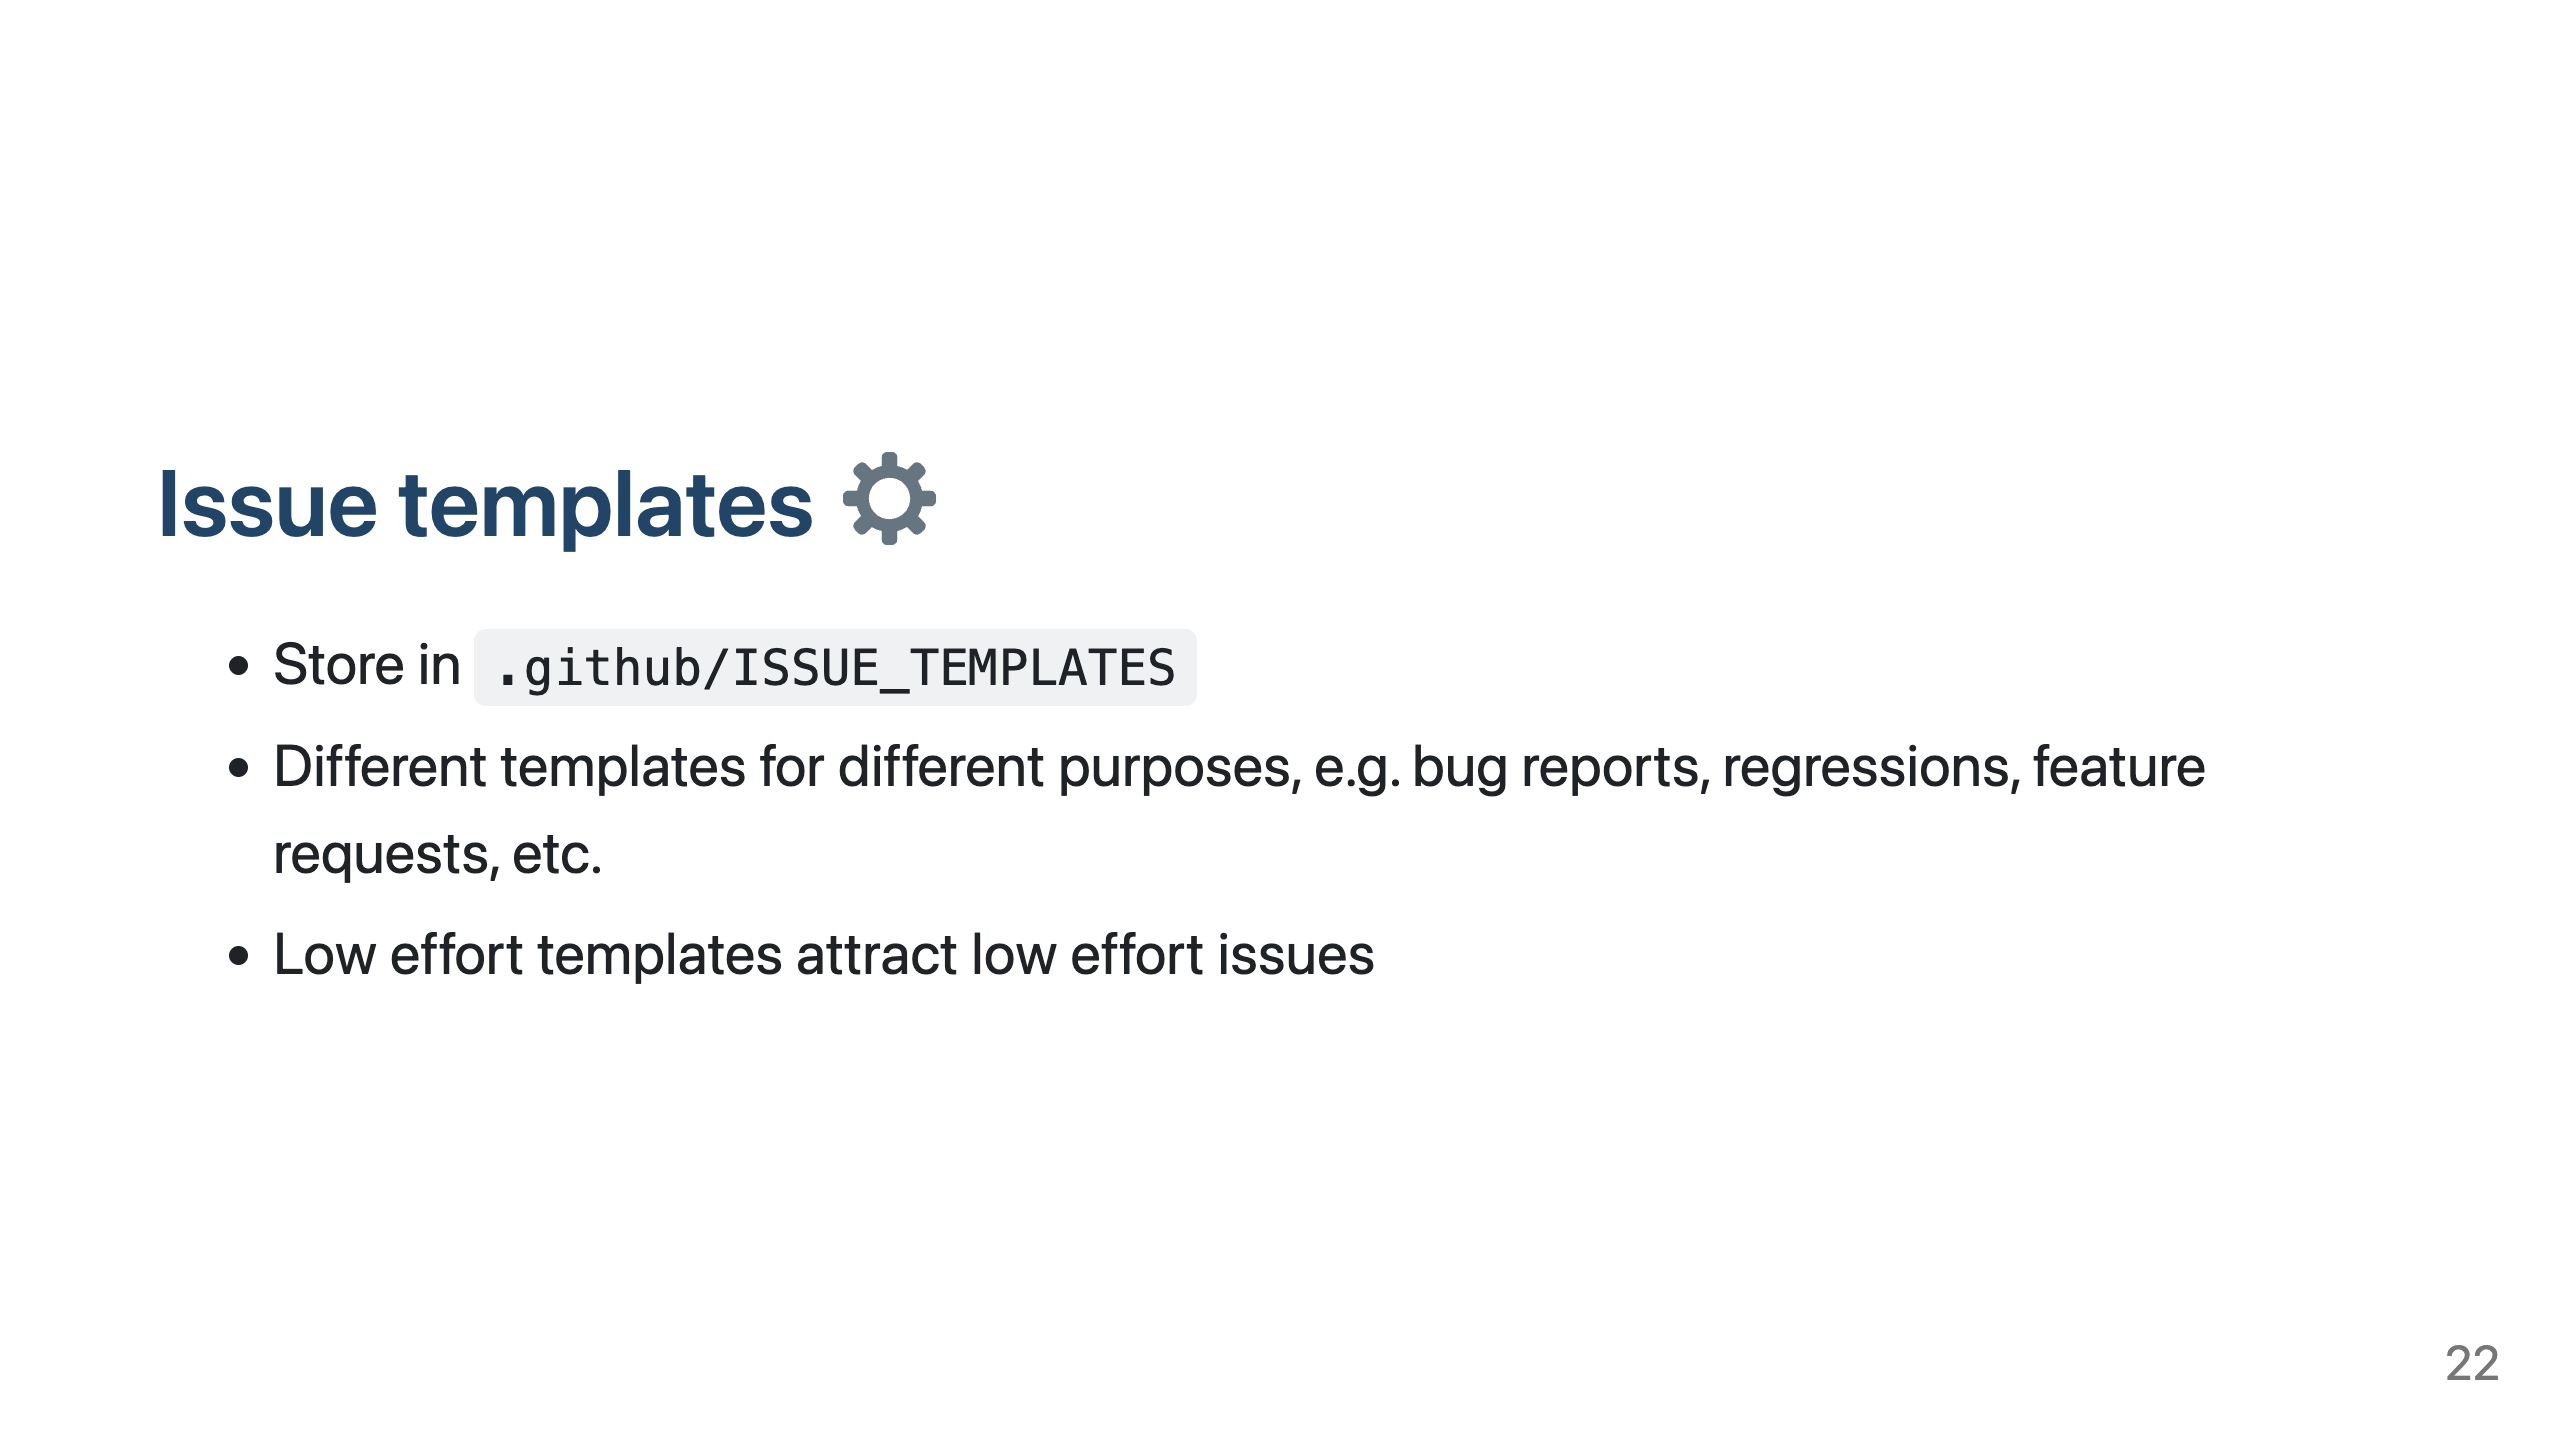 Issue templates ⚙
• Store in .github/ISSUE_TEMPLATES
• Different templates for different purposes, e.g. bug reports, regressions, feature
requests, etc.
• Low effort templates attract low effort issues
22